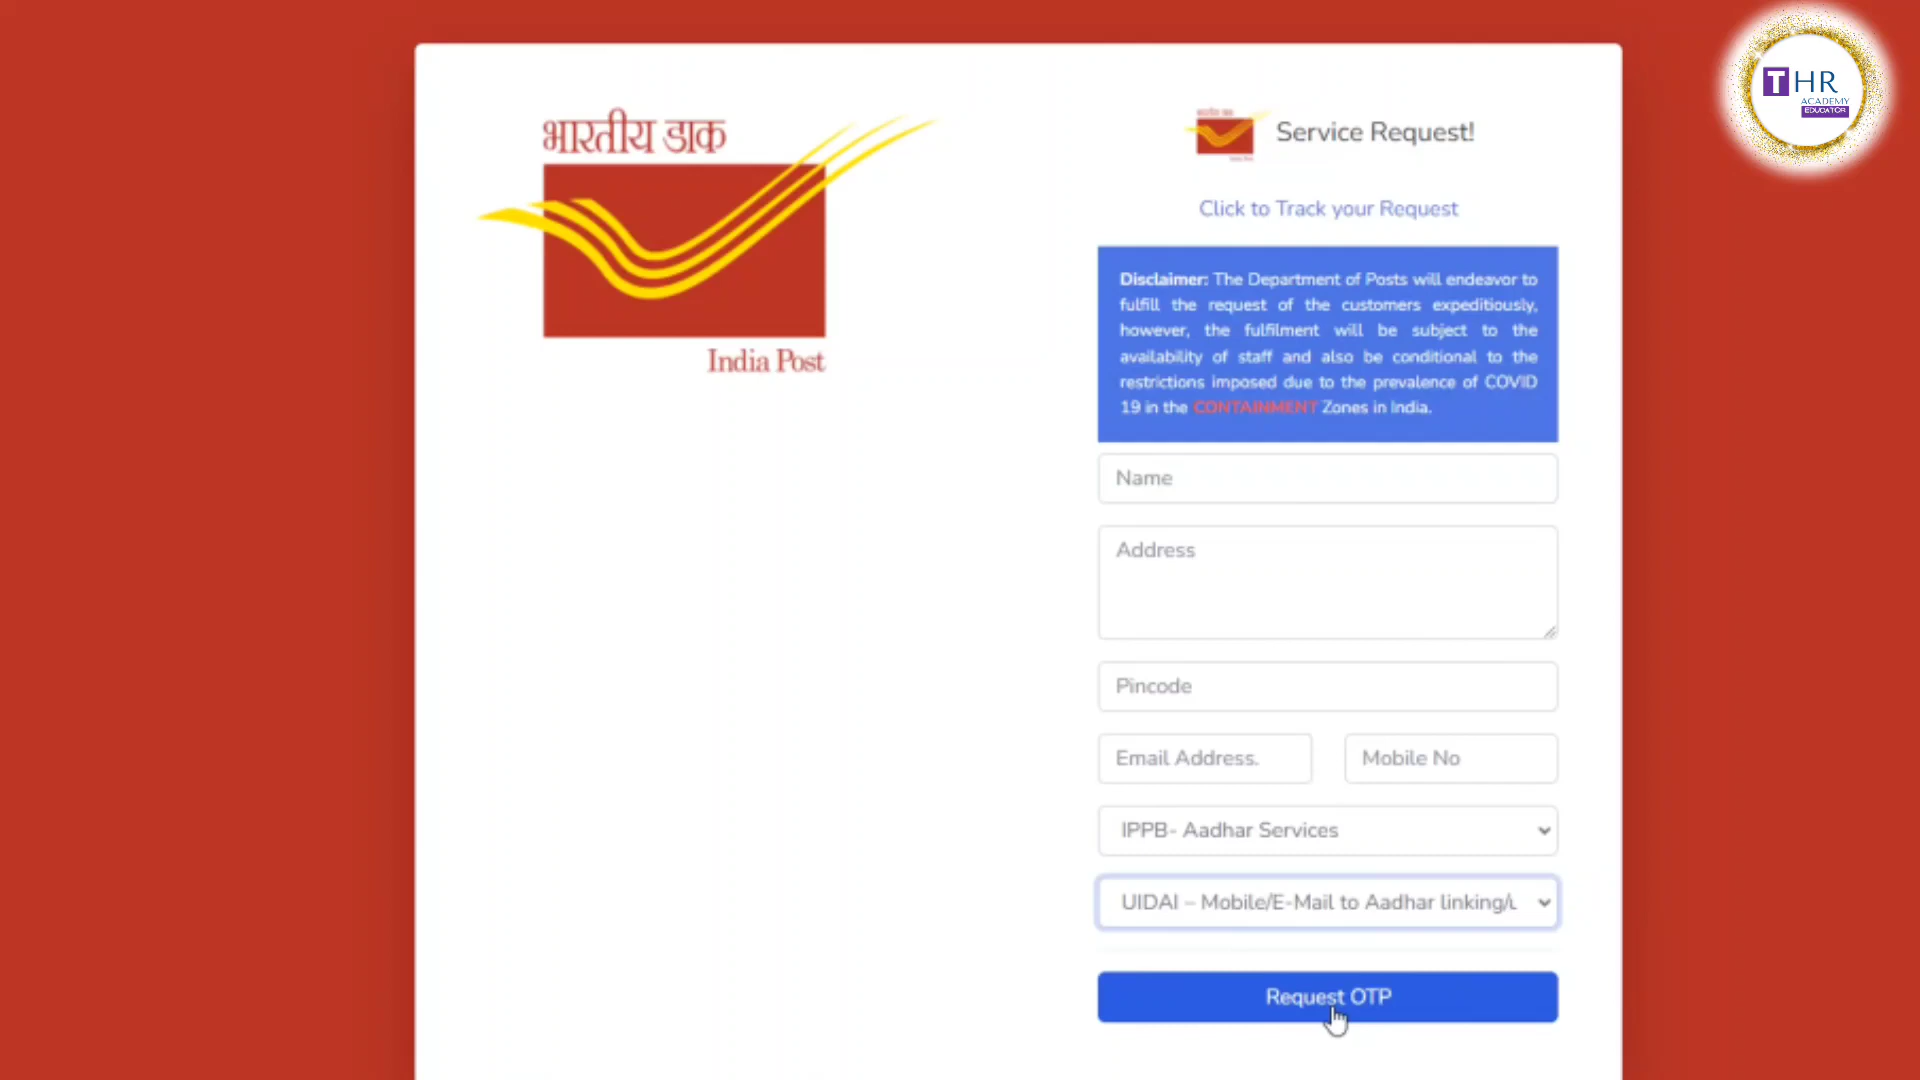 THR
ACADEMY
EDUCATOR
भारतीय डाक
India Post
Service Request!
Click to Track your Request
Disclaimer: The Department of Posts will endeavor to
fulfill the request of the customers expeditiously,
however, the fulfilment will be subject to the
availability of staff and also be conditional to the
restrictions imposed due to the prevalence of COVID
19 in the CONTAINMENT Zones in India.
Name
Address
Pincode
Email Address. Mobile No
IPPB- Aadhar Services
UIDAI – Mobile/E-Mail to Aadhar linking/
Request OTP